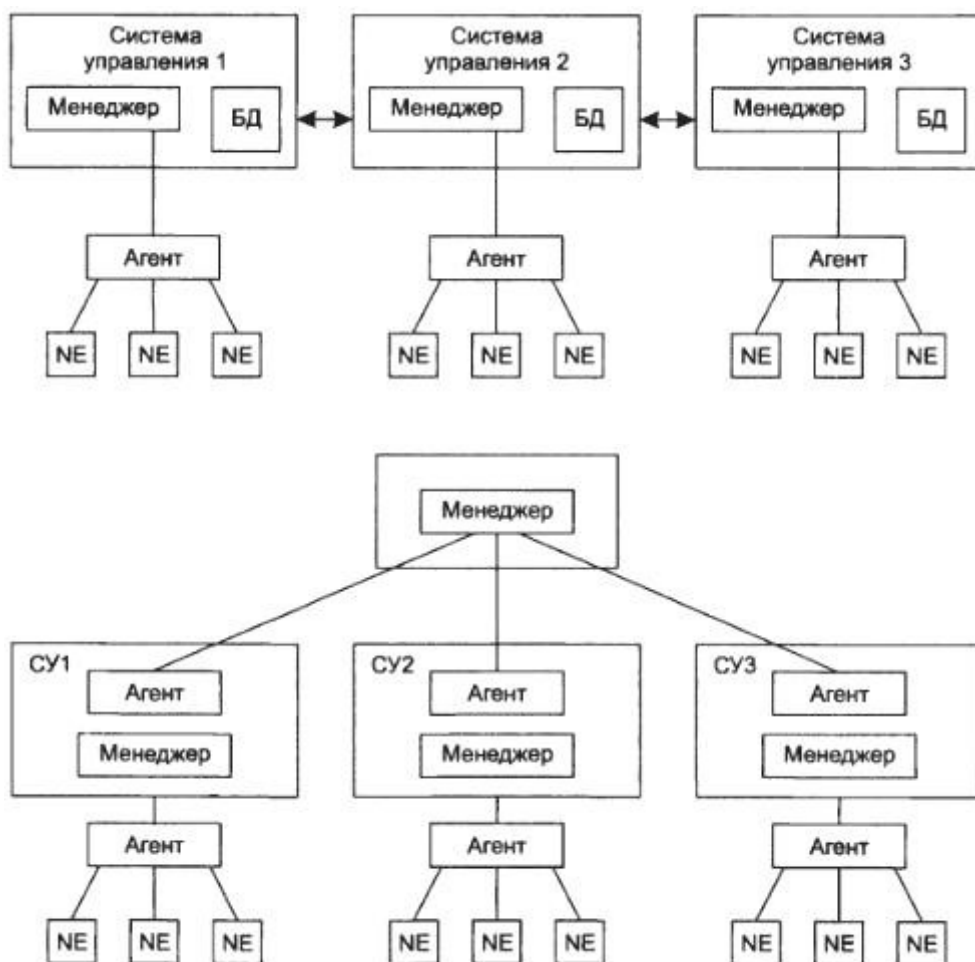 Система
управления 1
Система
управления 2
Система
управления 3
Менеджер
БД
Менеджер
БД
Менеджер
БД
Агент
Агент
Агент
NE
NE
NE
NE
NE
NE
NE
NE
NE
Менеджер
СУ1
СУ2
СУ3
Агент
Агент
Агент
Менеджер
Менеджер
Менеджер
Агент
Агент
Агент
NE
NE
NE
NE
NE
NE
NE
NE
NE